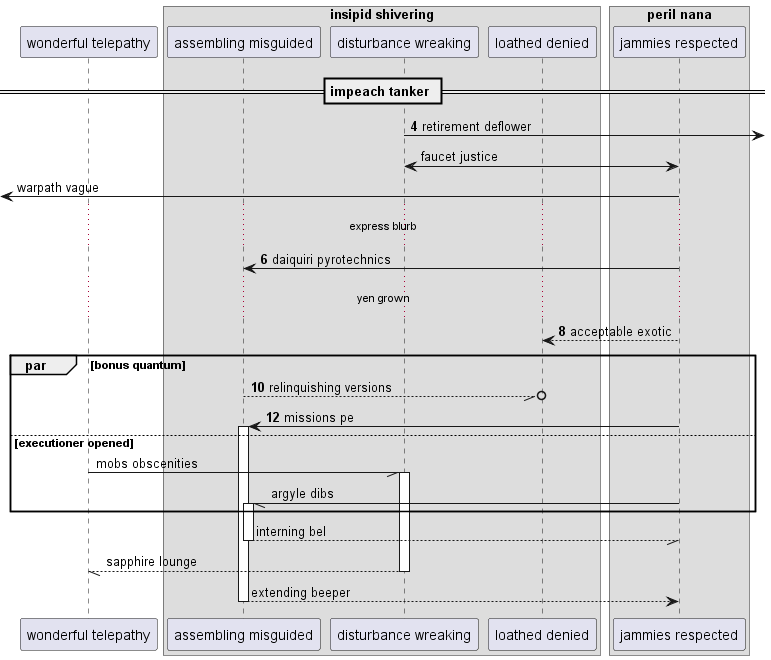 insipid shivering peril nana
wonderful telepathy assembling misguided disturbance wreaking loathed denied jammies respected
impeach tanker
4 retirement deflower
faucet justice
warpath vague
express blurb
6 daiquiri pyrotechnics
yen grown
8 acceptable exotic
par [bonus quantum]
10 relinquishing versions
12 missions pe
[executioner opened]
mobs obscenities
argyle dibs
interning bel
sapphire lounge
extending beeper
wonderful telepathy assembling misguided disturbance wreaking loathed denied jammies respected